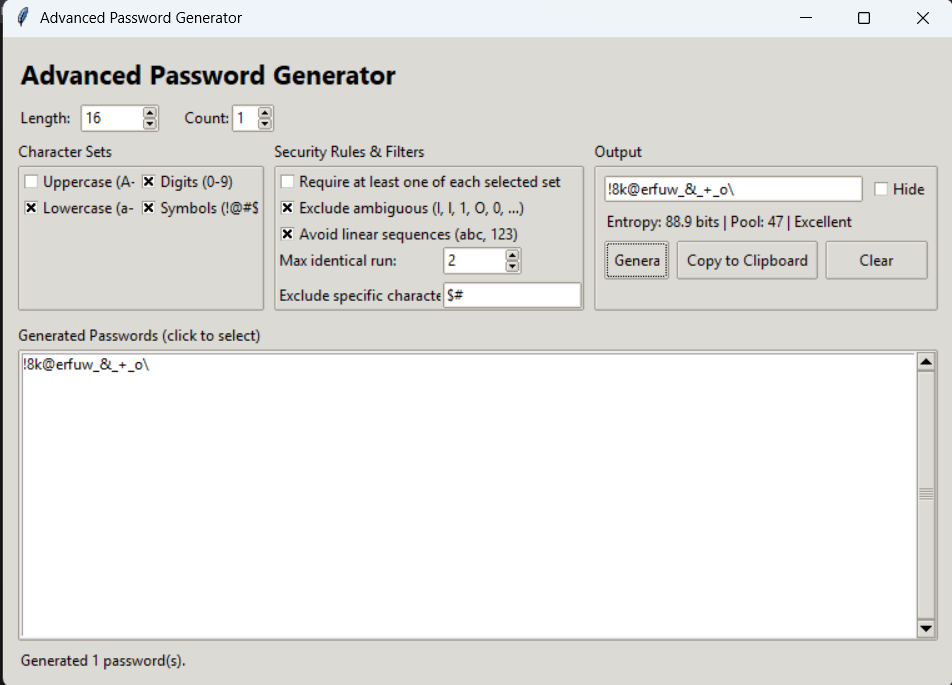 Advanced Password Generator
Advanced Password Generator
Length: 16 Count: 1
Character Sets
Uppercase (A-
Digits (0-9)
Lowercase (a-
Symbols (!@#$
Security Rules & Filters
Require at least one of each selected set
Exclude ambiguous (l, I, 1, O, 0, ...)
Avoid linear sequences (abc, 123)
Max identical run: 2
Exclude specific characte $#
Output
!8k@erfuw_&_+_o\ Hide
Entropy: 88.9 bits | Pool: 47 | Excellent
Genera Copy to Clipboard Clear
Generated Passwords (click to select)
!8k@erfuw_&_+_o\
Generated 1 password(s).